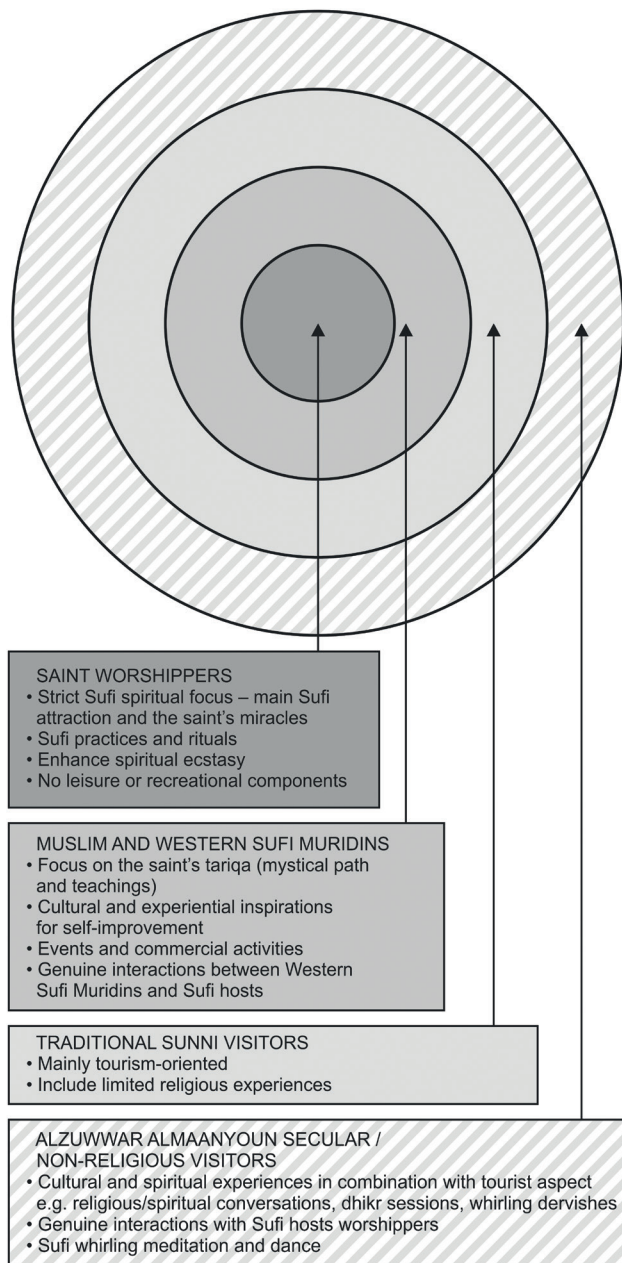 SAINT WORSHIPPERS
• Strict Sufi spiritual focus – main Sufi
attraction and the saint's miracles
• Sufi practices and rituals
• Enhance spiritual ecstasy
• No leisure or recreational components
MUSLIM AND WESTERN SUFI MURIDINS
• Focus on the saint's tariqa (mystical path
and teachings)
• Cultural and experiential inspirations
for self-improvement
• Events and commercial activities
• Genuine interactions between Western
Sufi Muridins and Sufi hosts
TRADITIONAL SUNNI VISITORS
• Mainly tourism-oriented
• Include limited religious experiences
ALZUWWAR ALMAANYOUN SECULAR /
NON-RELIGIOUS VISITORS
• Cultural and spiritual experiences in combination with tourist aspect
e.g. religious/spiritual conversations, dhikr sessions, whirling dervishes
• Genuine interactions with Sufi hosts worshippers
• Sufi whirling meditation and dance